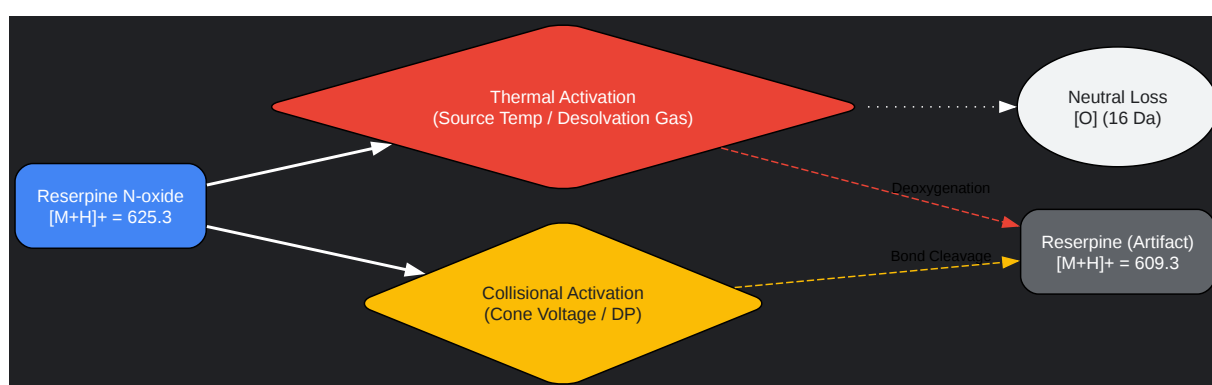 Thermal Activation
(Source Temp / Desolvation Gas)
Neutral Loss
[O] (16 Da)
Reserpine N-oxide
[M+H]+ = 625.3
Deoxygenation
Reserpine (Artifact)
[M+H]+ = 609.3
Bond Cleavage
Collisional Activation
(Cone Voltage / DP)